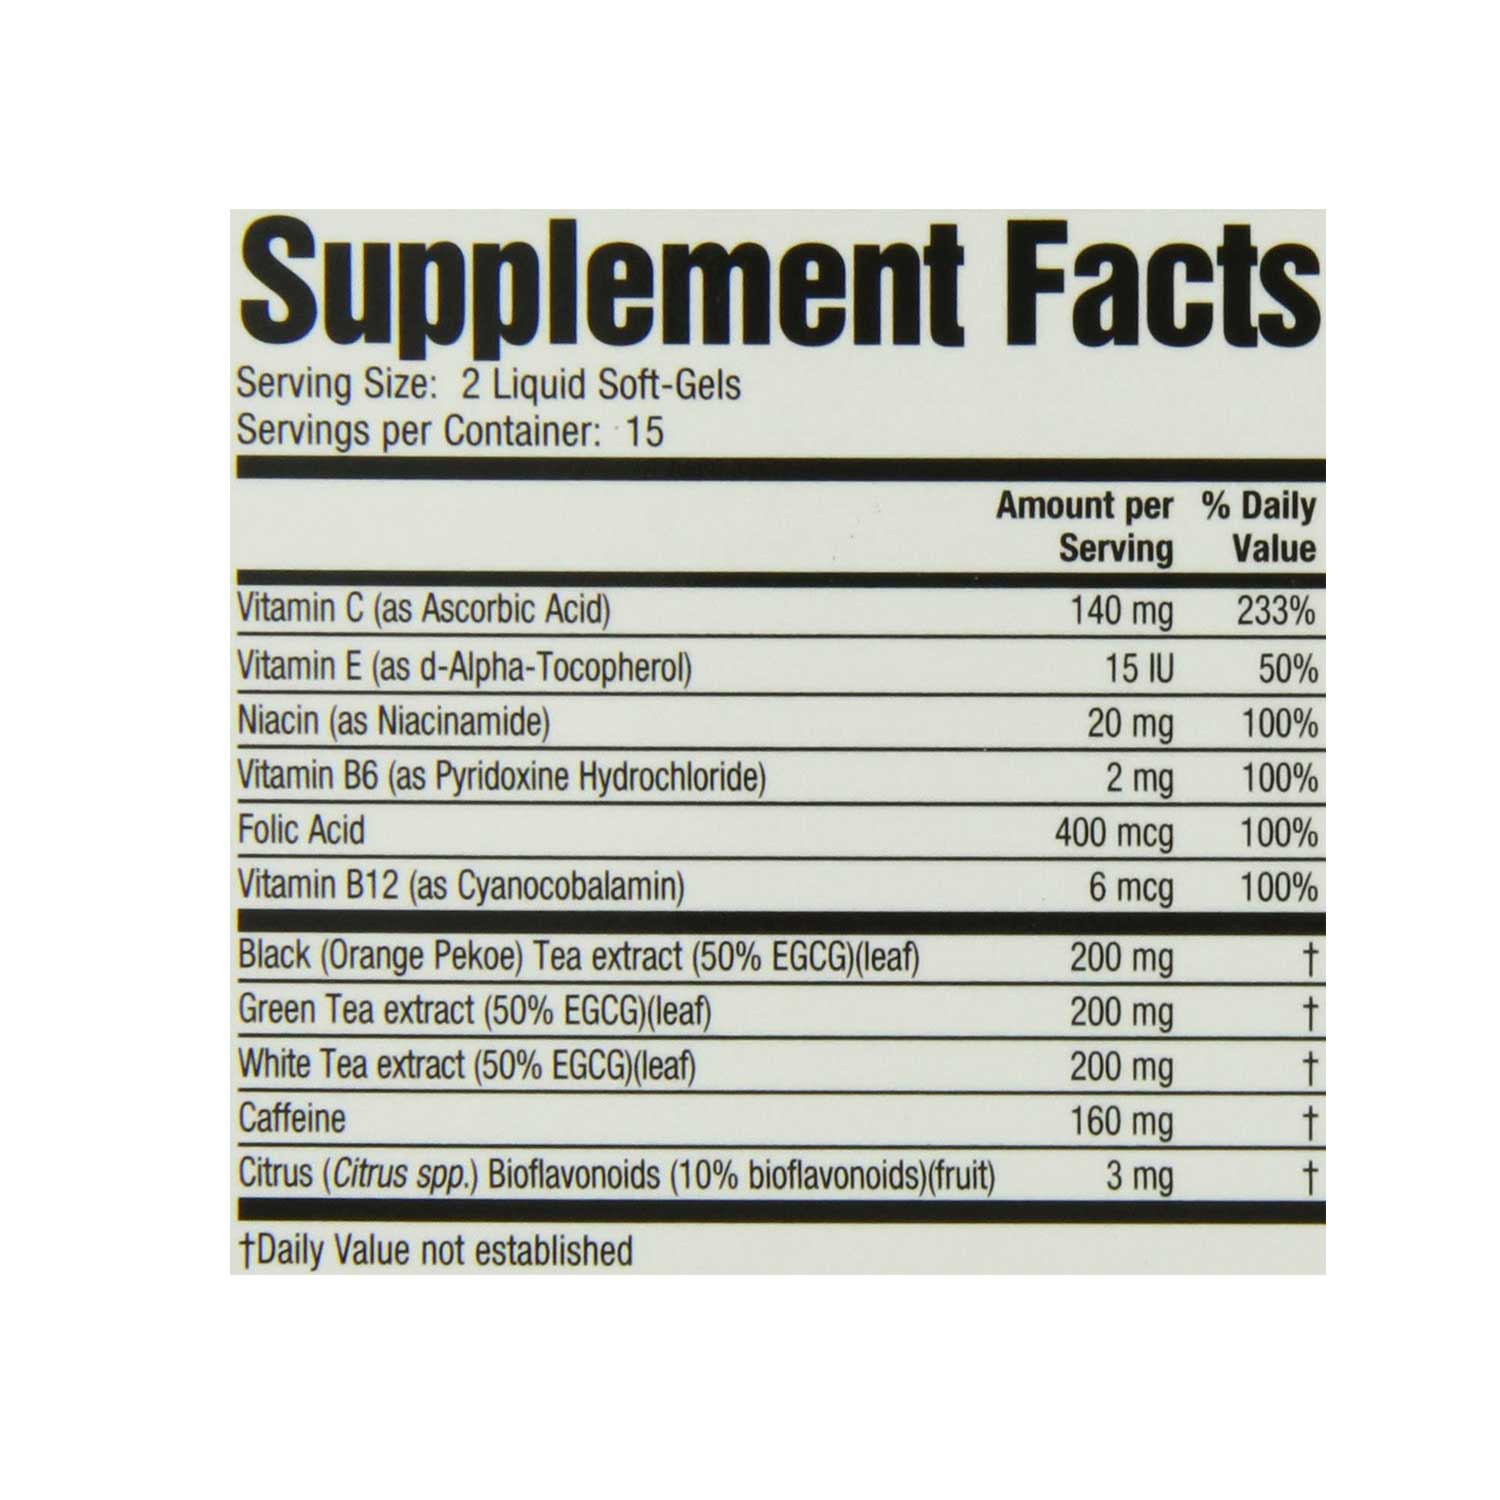 Supplement Facts
Serving Size: 2 Liquid Soft-Gels
Servings per Container: 15
Amount per Serving % Daily Value
Vitamin C (as Ascorbic Acid) 140 mg 233%
Vitamin E (as d-Alpha-Tocopherol) 15 IU 50%
Niacin (as Niacinamide) 20 mg 100%
Vitamin B6 (as Pyridoxine Hydrochloride) 2 mg 100%
Folic Acid 400 mcg 100%
Vitamin B12 (as Cyanocobalamin) 6 mcg 100%
Black (Orange Pekoe) Tea extract (50% EGCG)(leaf) 200 mg †
Green Tea extract (50% EGCG)(leaf) 200 mg †
White Tea extract (50% EGCG)(leaf) 200 mg †
Caffeine 160 mg †
Citrus (Citrus spp.) Bioflavonoids (10% bioflavonoids)(fruit) 3 mg †
†Daily Value not established